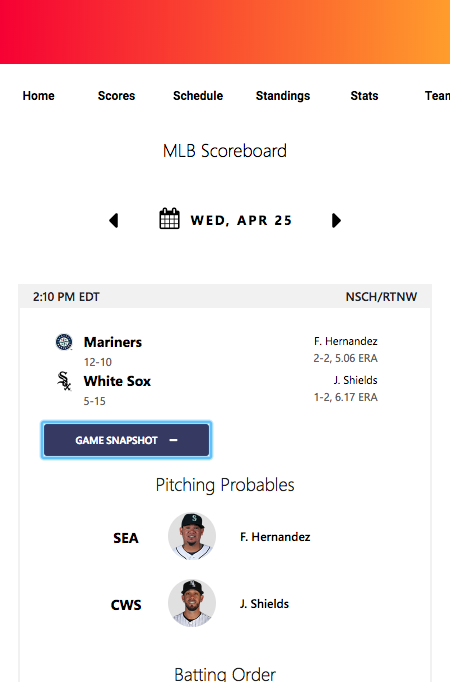 Home Scores Schedule Standings Stats Team
MLB Scoreboard
WED, APR 25
2:10 PM EDT NSCH/RTNW
Mariners F. Hernandez
12-10 2-2, 5.06 ERA
White Sox J. Shields
5-15 1-2, 6.17 ERA
GAME SNAPSHOT −
Pitching Probables
SEA F. Hernandez
CWS J. Shields
Batting Order